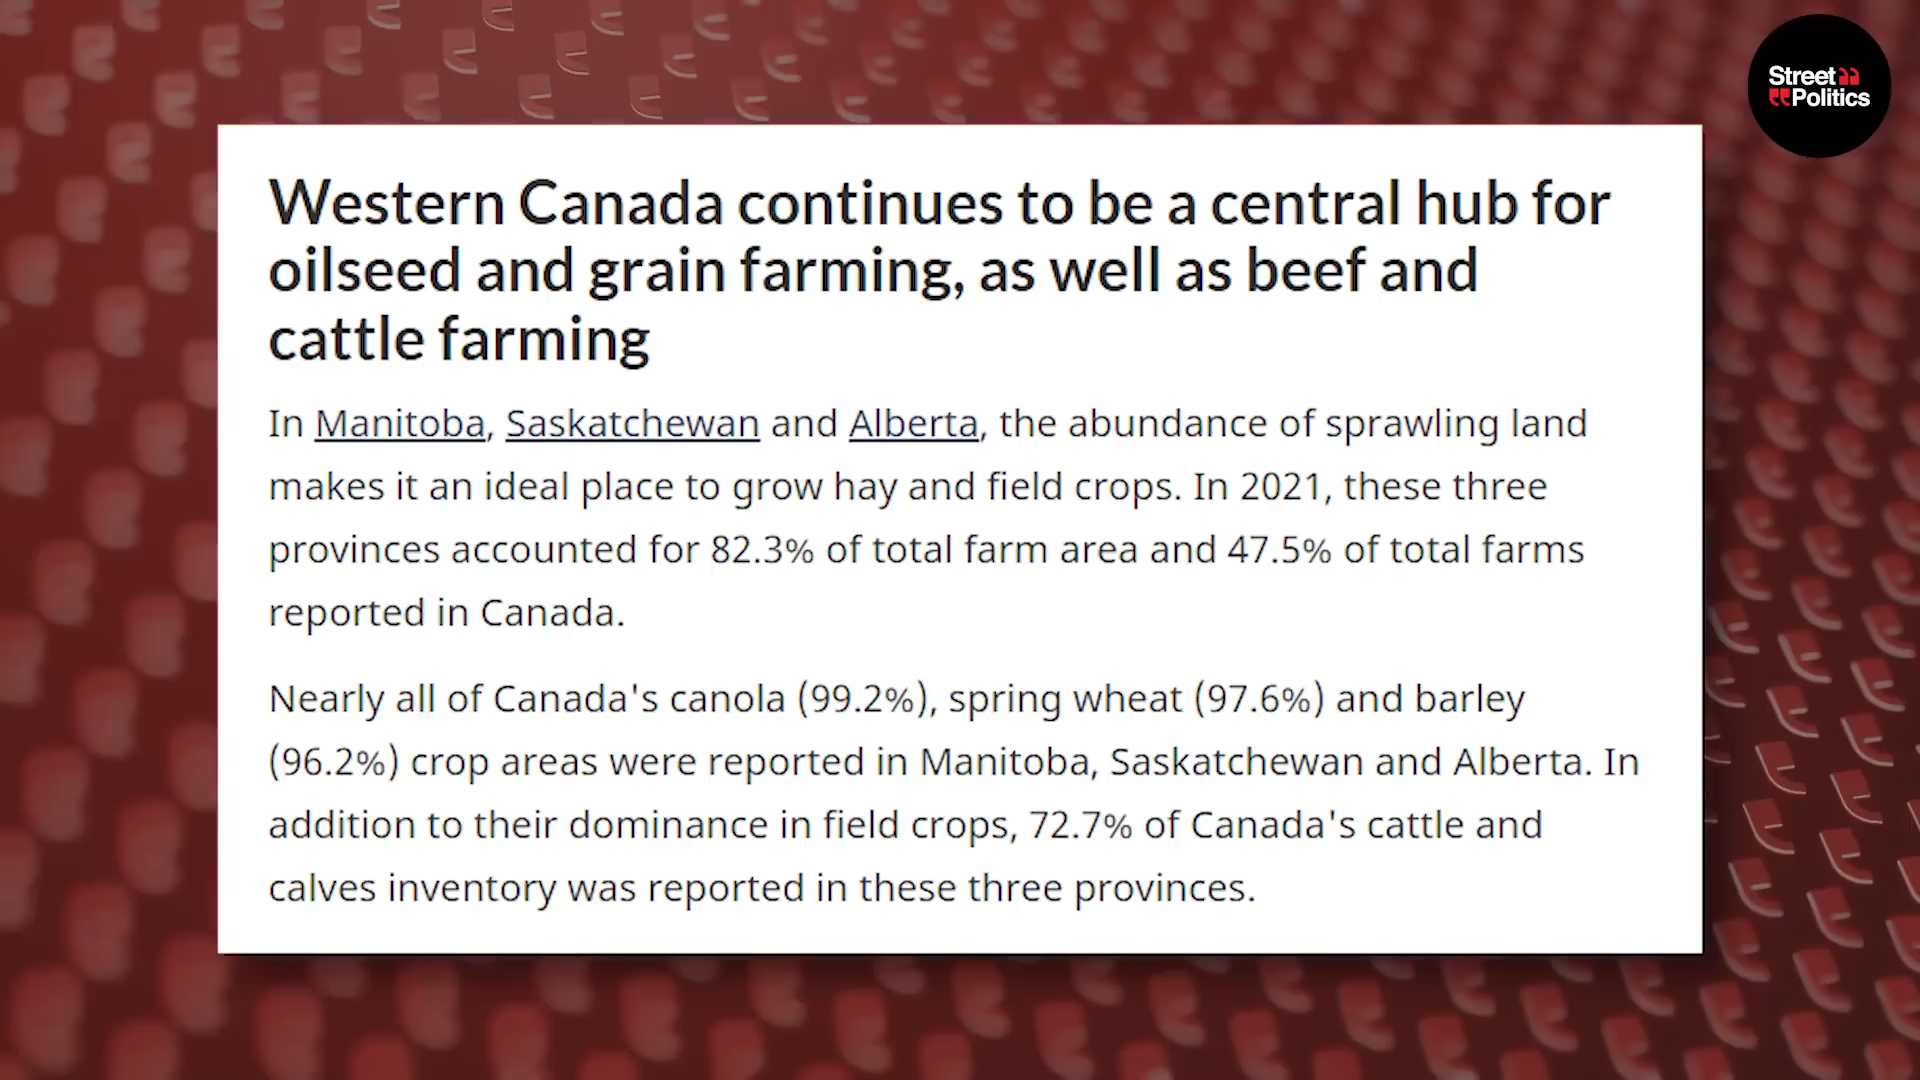 Street
Politics
Western Canada continues to be a central hub for
oilseed and grain farming, as well as beef and
cattle farming
In Manitoba, Saskatchewan and Alberta, the abundance of sprawling land
makes it an ideal place to grow hay and field crops. In 2021, these three
provinces accounted for 82.3% of total farm area and 47.5% of total farms
reported in Canada.
Nearly all of Canada's canola (99.2%), spring wheat (97.6%) and barley
(96.2%) crop areas were reported in Manitoba, Saskatchewan and Alberta. In
addition to their dominance in field crops, 72.7% of Canada's cattle and
calves inventory was reported in these three provinces.